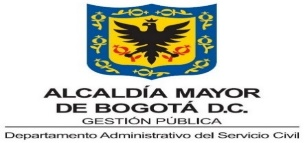 ALCALDÍA MAYOR
DE BOGOTÁ D.C.
GESTIÓN PÚBLICA
Departamento Administrativo del Servicio Civil